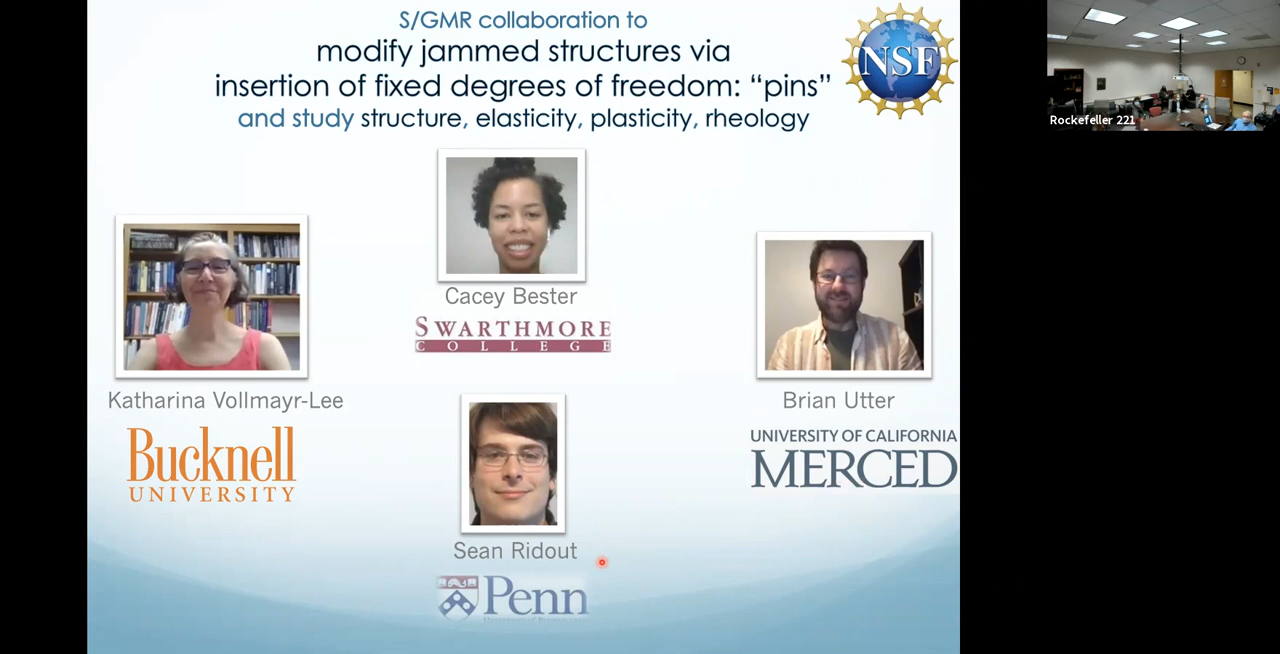 S/GMR collaboration to
modify jammed structures via
insertion of fixed degrees of freedom: “pins”
and study structure, elasticity, plasticity, rheology
NSF
Rockefeller 221
Cacey Bester
SWARTHMORE
COLLEGE
Katharina Vollmayr-Lee
Bucknell
UNIVERSITY
Brian Utter
UNIVERSITY OF CALIFORNIA
MERCED
Sean Ridout
Penn